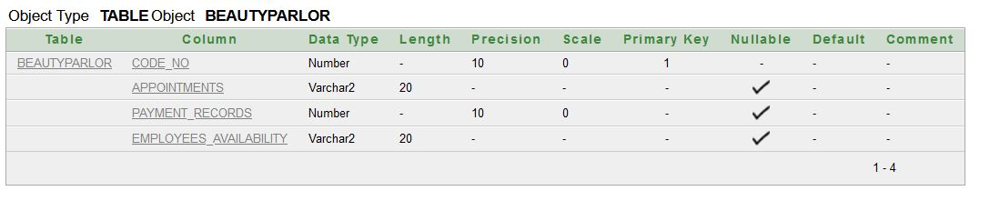 Object Type TABLE Object BEAUTYPARLOR
Table Column Data Type Length Precision Scale Primary Key Nullable Default Comment
BEAUTYPARLOR CODE_NO Number - 10 0 1 - - -
APPOINTMENTS Varchar2 20 - - - ✓ - -
PAYMENT_RECORDS Number - 10 0 - ✓ - -
EMPLOYEES_AVAILABILITY Varchar2 20 - - - ✓ - -
1 - 4